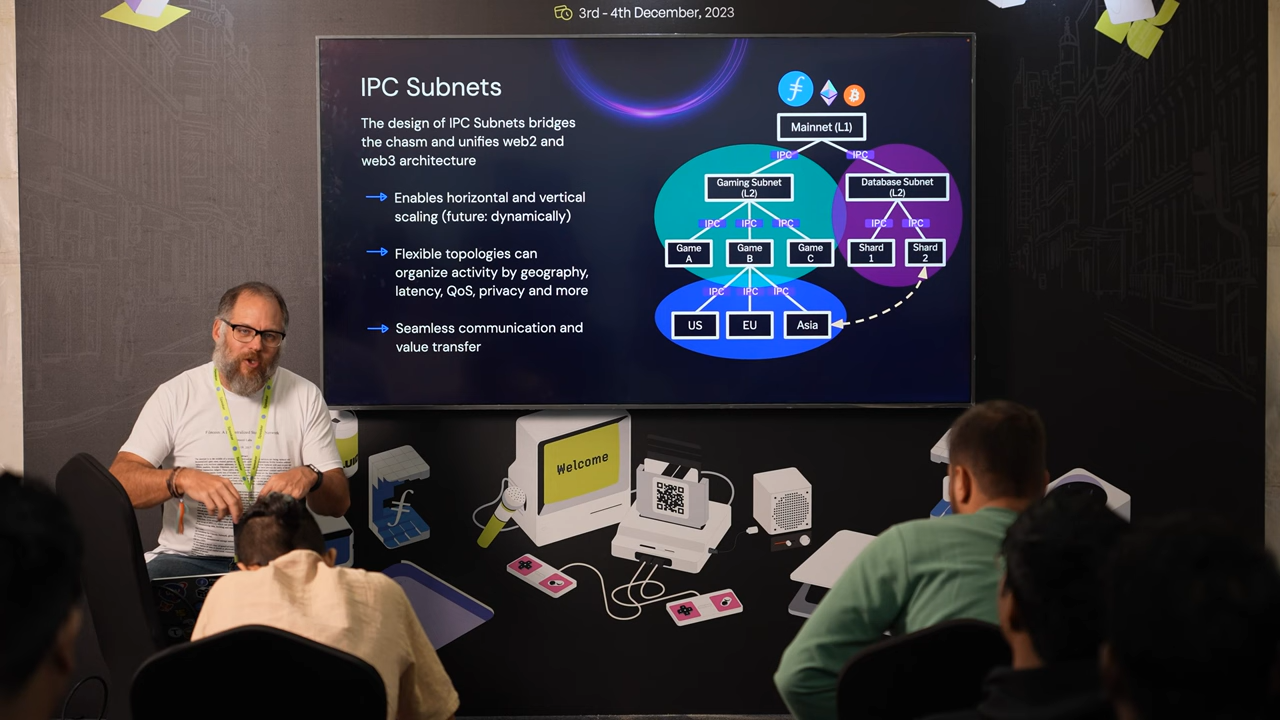 3rd - 4th December, 2023
IPC Subnets
The design of IPC Subnets bridges
the chasm and unifies web2 and
web3 architecture
Enables horizontal and vertical
scaling (future: dynamically)
Flexible topologies can
organize activity by geography,
latency, QoS, privacy and more
Seamless communication and
value transfer
Mainnet (L1)
IPC IPC
Gaming Subnet
(L2)
Database Subnet
(L2)
IPC IPC IPC IPC IPC
Game
A
Game
B
Game
C
Shard
1
Shard
2
IPC IPC IPC
US EU Asia
Welcome